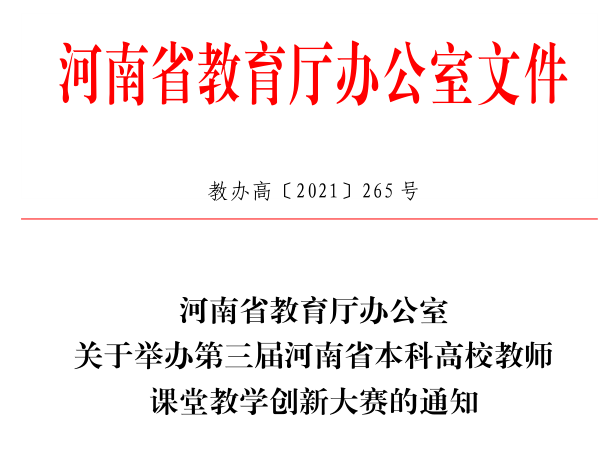 河南省教育厅办公室文件
教办高〔2021〕265号
河南省教育厅办公室
关于举办第三届河南省本科高校教师
课堂教学创新大赛的通知